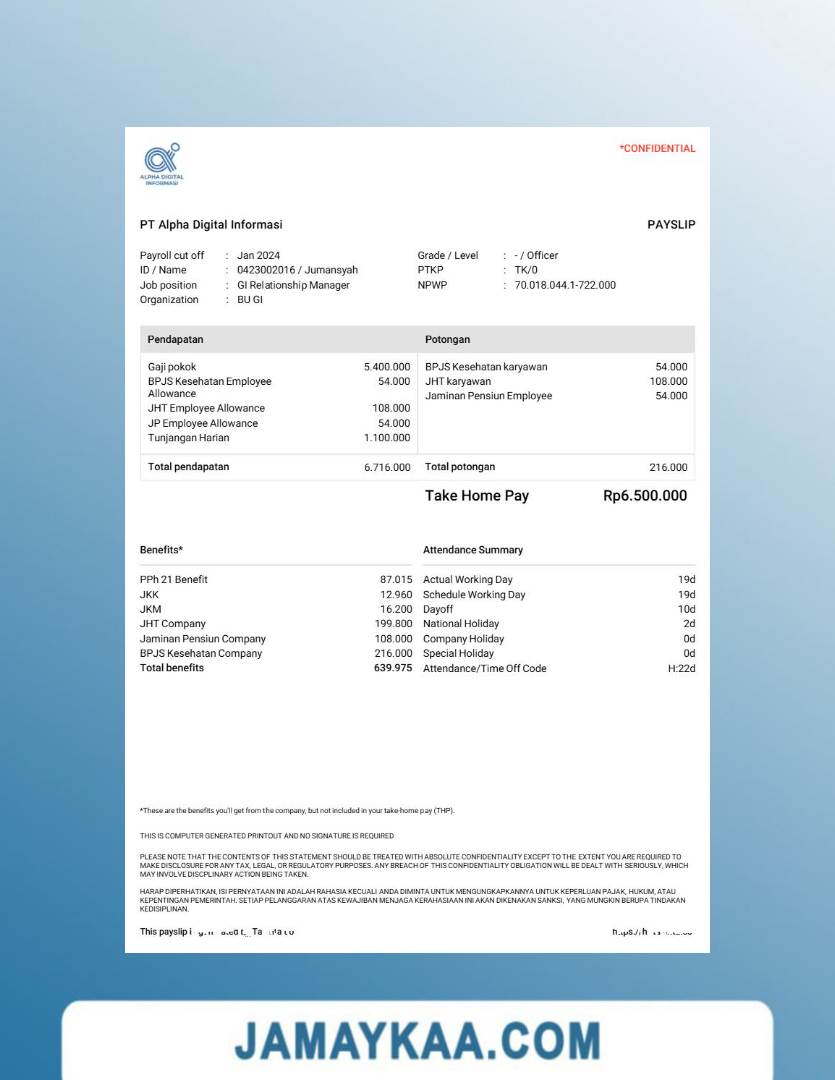 ALPHA DIGITAL
INFORMASI
*CONFIDENTIAL
PT Alpha Digital Informasi
PAYSLIP
Payroll cut off : Jan 2024
Grade / Level : - / Officer
ID / Name : 0423002016 / Jumansyah
PTKP : TK/0
Job position : GI Relationship Manager
NPWP : 70.018.044.1-722.000
Organization : BU GI
Pendapatan
Potongan
Gaji pokok 5.400.000
BPJS Kesehatan karyawan 54.000
BPJS Kesehatan Employee 54.000
Allowance
JHT karyawan 108.000
Jaminan Pensiun Employee 54.000
JHT Employee Allowance 108.000
JP Employee Allowance 54.000
Tunjangan Harian 1.100.000
Total pendapatan 6.716.000
Total potongan 216.000
Take Home Pay Rp6.500.000
Benefits*
Attendance Summary
PPh 21 Benefit 87.015
Actual Working Day 19d
JKK 12.960
Schedule Working Day 19d
JKM 16.200
Dayoff 10d
JHT Company 199.800
National Holiday 2d
Jaminan Pensiun Company 108.000
Company Holiday 0d
BPJS Kesehatan Company 216.000
Special Holiday 0d
Total benefits 639.975
Attendance/Time Off Code H:22d
*These are the benefits you'll get from the company, but not included in your take-home pay (THP).
THIS IS COMPUTER GENERATED PRINTOUT AND NO SIGNATURE IS REQUIRED
PLEASE NOTE THAT THE CONTENTS OF THIS STATEMENT SHOULD BE TREATED WITH ABSOLUTE CONFIDENTIALITY EXCEPT TO THE EXTENT YOU ARE REQUIRED TO
MAKE DISCLOSURE FOR ANY TAX, LEGAL, OR REGULATORY PURPOSES. ANY BREACH OF THIS CONFIDENTIALITY OBLIGATION WILL BE DEALT WITH SERIOUSLY, WHICH
MAY INVOLVE DISCPLINARY ACTION BEING TAKEN.
HARAP DIPERHATIKAN, ISI PERNYATAAN INI ADALAH RAHASIA KECUALI ANDA DIMINTA UNTUK MENGUNGKAPKANNYA UNTUK KEPERLUAN PAJAK, HUKUM, ATAU
KEPENTINGAN PEMERINTAH. SETIAP PELANGGARAN ATAS KEWAJIBAN MENJAGA KERAHASIAAN INI AKAN DIKENAKAN SANKSI, YANG MUNGKIN BERUPA TINDAKAN
KEDISIPLINAN.
This payslip
JAMAYKAA.COM